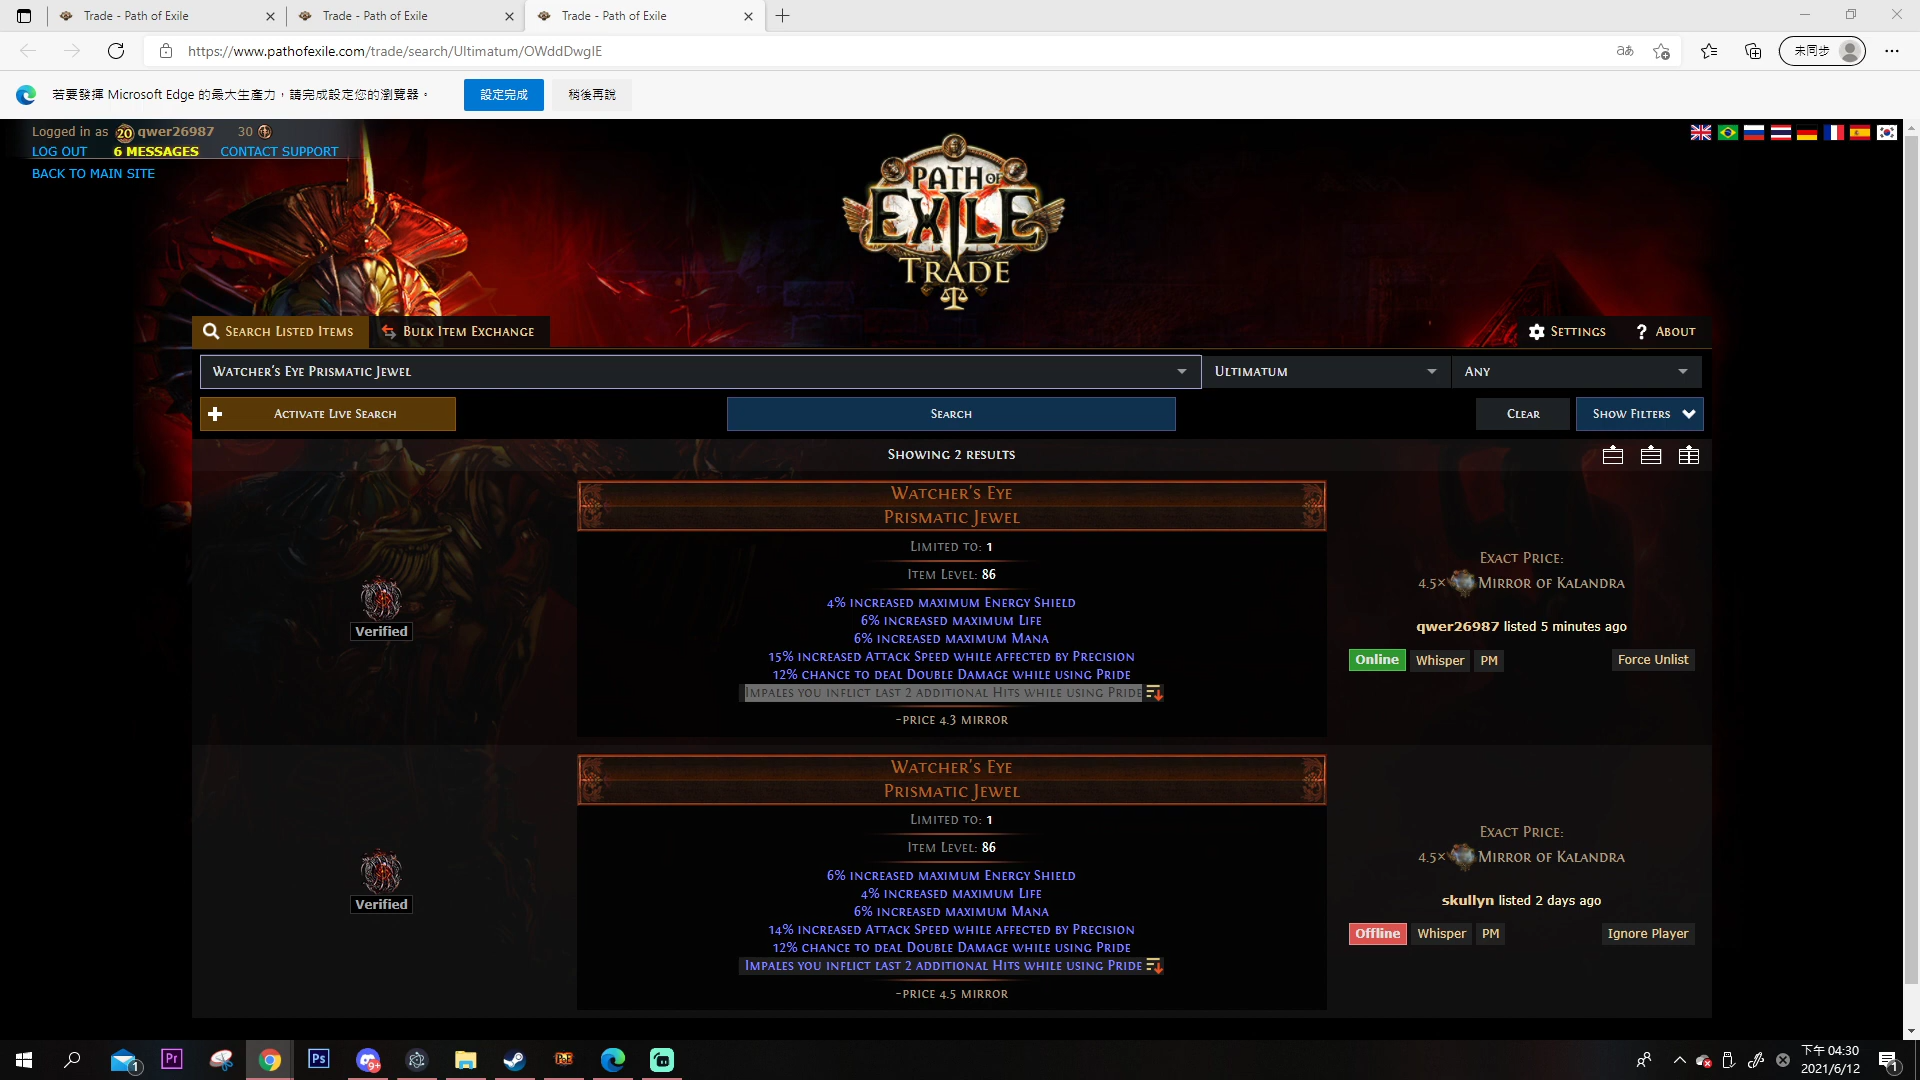 Trade - Path of Exile
Trade - Path of Exile
Trade - Path of Exile
https://www.pathofexile.com/trade/search/Ultimatum/OWddDwglE
aあ
未同步
若要發揮 Microsoft Edge 的最大生產力，請完成設定您的瀏覽器。
設定完成
稍後再說
Logged in as 20 qwer26987 30
LOG OUT 6 MESSAGES CONTACT SUPPORT
BACK TO MAIN SITE
PATH OF
EXILE
TRADE
Search Listed Items
Bulk Item Exchange
Settings
? About
Watcher's Eye Prismatic Jewel
Ultimatum
Any
Activate Live Search
Search
Clear
Show Filters
Showing 2 results
Watcher's Eye
Prismatic Jewel
Limited to: 1
Item Level: 86
4% increased maximum Energy Shield
6% increased maximum Life
6% increased maximum Mana
15% increased Attack Speed while affected by Precision
12% chance to deal Double Damage while using Pride
Impales you inflict last 2 additional Hits while using Pride
~price 4.3 mirror
Verified
Exact Price:
4.5× Mirror of Kalandra
qwer26987 listed 5 minutes ago
Online Whisper PM Force Unlist
Watcher's Eye
Prismatic Jewel
Limited to: 1
Item Level: 86
6% increased maximum Energy Shield
4% increased maximum Life
6% increased maximum Mana
14% increased Attack Speed while affected by Precision
12% chance to deal Double Damage while using Pride
Impales you inflict last 2 additional Hits while using Pride
~price 4.5 mirror
Verified
Exact Price:
4.5× Mirror of Kalandra
skullyn listed 2 days ago
Offline Whisper PM Ignore Player
1
Pr
Ps
9+
PoE
下午 04:30
2021/6/12
1